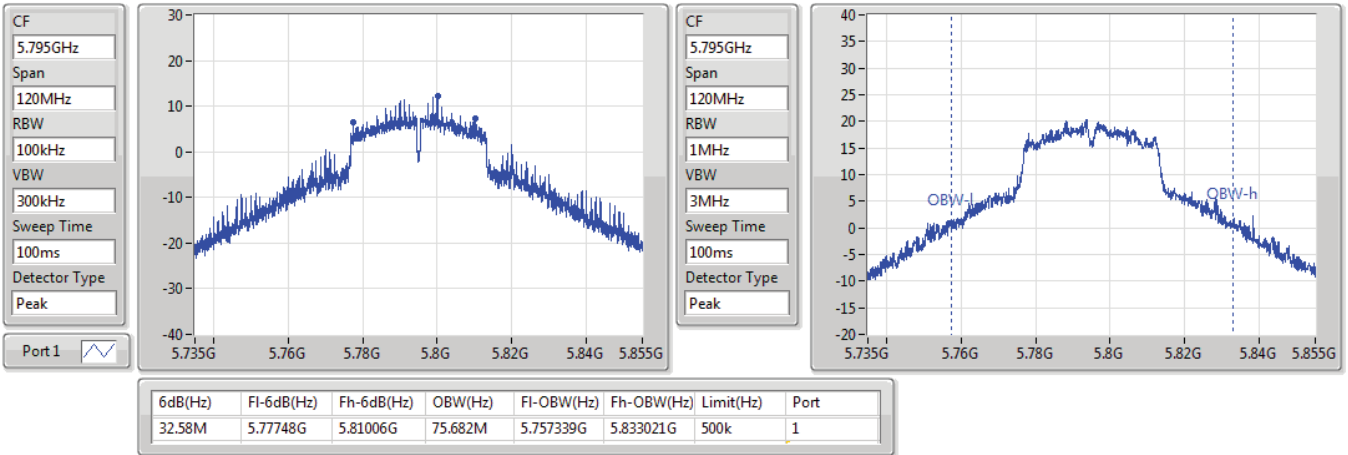 CF
5.795GHz
Span
120MHz
RBW
100kHz
VBW
300kHz
Sweep Time
100ms
Detector Type
Peak
Port 1
30
20
10
0
-10
-20
-30
-40
5.735G 5.76G 5.78G 5.8G 5.82G 5.84G 5.855G
CF
5.795GHz
Span
120MHz
RBW
1MHz
VBW
3MHz
Sweep Time
100ms
Detector Type
Peak
40
35
30
25
20
15
10
5
0
-5
-10
-15
-20
OBW-l OBW-h
5.735G 5.76G 5.78G 5.8G 5.82G 5.84G 5.855G
6dB(Hz) Fl-6dB(Hz) Fh-6dB(Hz) OBW(Hz) Fl-OBW(Hz) Fh-OBW(Hz) Limit(Hz) Port
32.58M 5.77748G 5.81006G 75.682M 5.757339G 5.833021G 500k 1